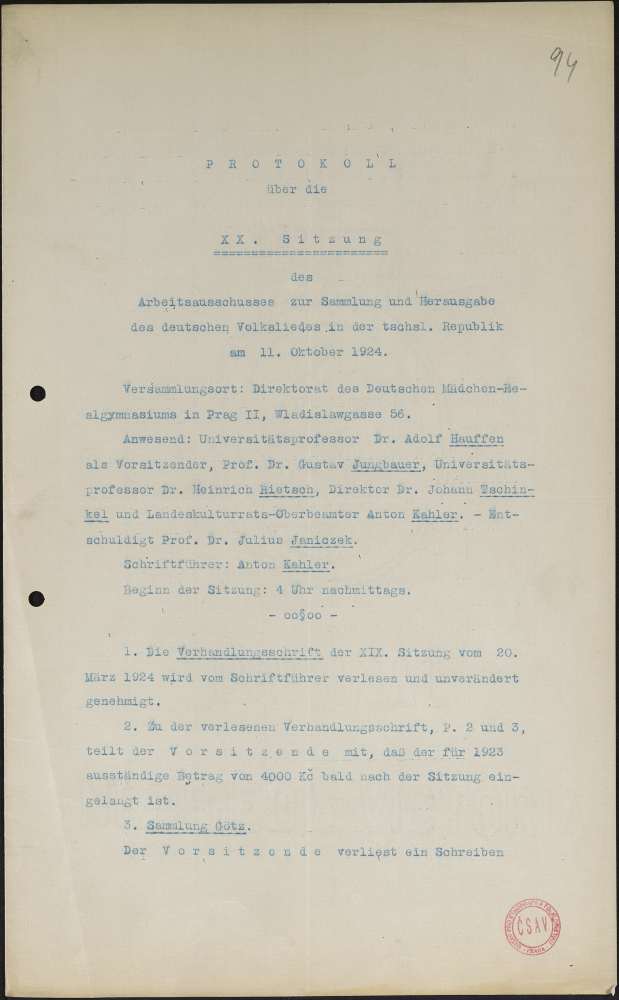 94
P R O T O K O L L
über die
XX. Sitzung
des
Arbeitsausschusses zur Sammlung und Herausgabe
des deutschen Volksliedes in der tschsl. Republik
am 11. Oktober 1924.
Versammlungsort: Direktorat des Deutschen Mädchen-Re-
algymnasiums in Prag II, Wladislawgasse 56.
Anwesend: Universitätsprofessor Dr. Adolf Hauffen
als Vorsitzender, Prof. Dr. Gustav Jungbauer, Universitäts-
professor Dr. Heinrich Rietsch, Direktor Dr. Johann Tschin-
kel und Landeskulturrats-Oberbeamter Anton Kahler. - Ent-
schuldigt Prof. Dr. Julius Janiczek.
Schriftführer: Anton Kahler.
Beginn der Sitzung: 4 Uhr nachmittags.
- oo§oo -
1. Die Verhandlungsschrift der XIX. Sitzung vom 20.
März 1924 wird vom Schriftführer verlesen und unverändert
genehmigt.
2. Zu der verlesenen Verhandlungsschrift, P. 2 und 3,
teilt der V o r s i t z e n d e mit, daß der für 1923
ausständige Betrag von 4000 Kč bald nach der Sitzung ein-
gelangt ist.
3. Sammlung Götz.
Der V o r s i t z e n d e verliest ein Schreiben
ČSAV